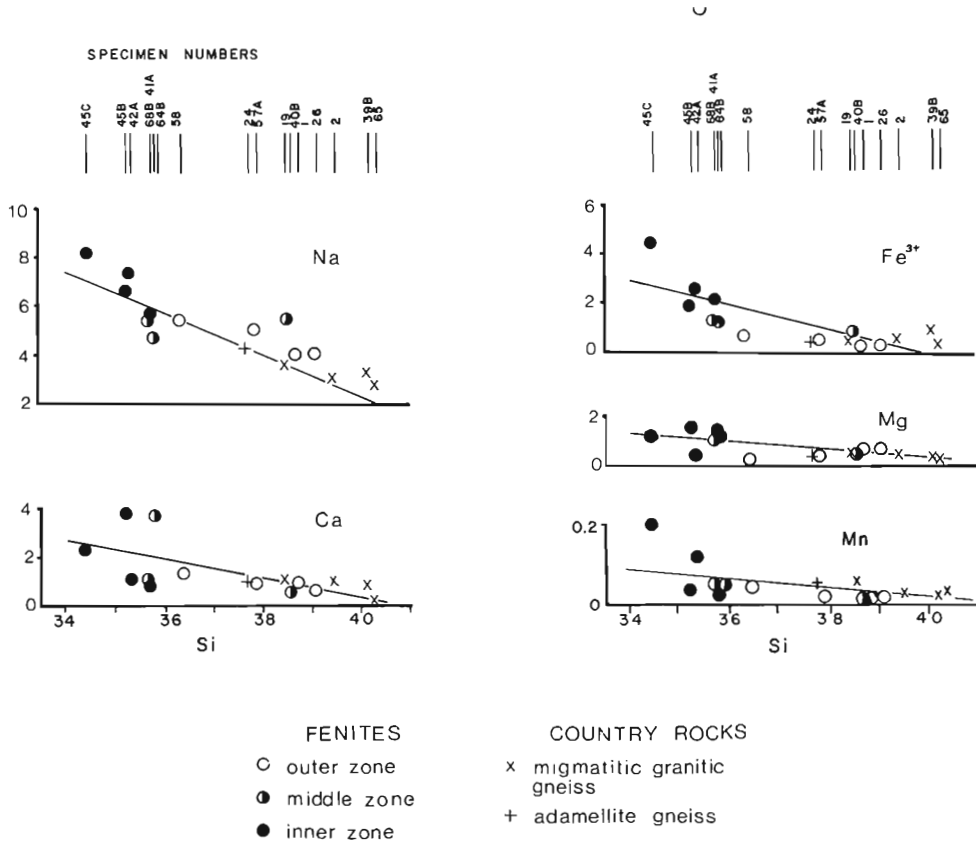 SPECIMEN NUMBERS
45C 45B 42A 68B 41A 64B 58 24 57A 19 40B 1 26 2 39B 65
45C 45B 42A 68B 41A 64B 58 24 57A 19 40B 1 26 2 39B 65
10
8
6
4
2
Na
6
4
2
0
Fe³⁺
2
0
Mg
4
2
0
Ca
34 36 38 40
Si
0.2
0
Mn
34 36 38 40
Si
FENITES
outer zone
middle zone
inner zone
COUNTRY ROCKS
x migmatitic granitic
gneiss
+ adamellite gneiss